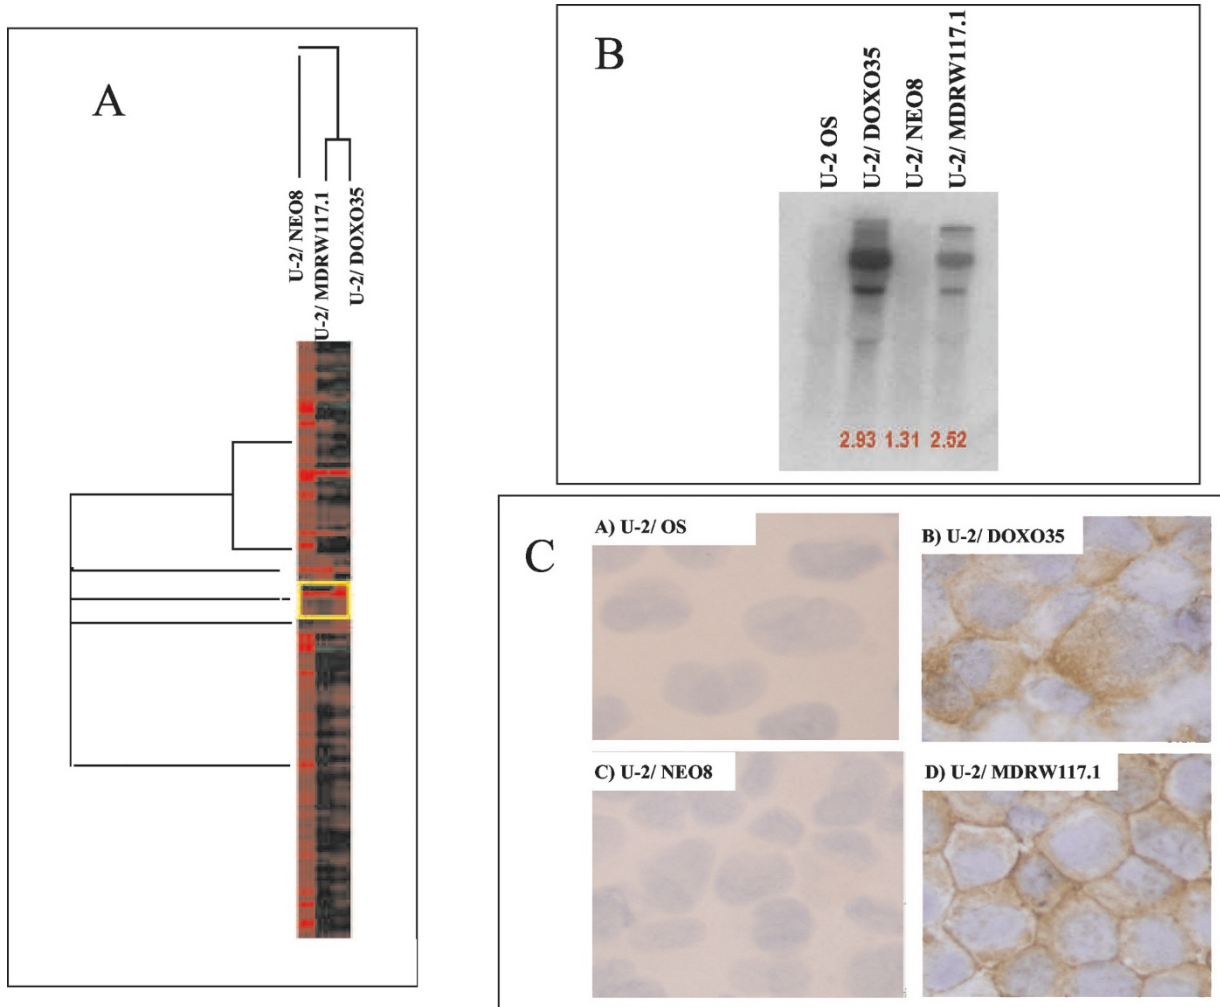 A
U-2/ NEO8
U-2/ MDRW117.1
U-2/ DOXO35
B
U-2 OS
U-2/ DOXO35
U-2/ NEO8
U-2/ MDRW117.1
2.93 1.31 2.52
C
A) U-2/ OS
B) U-2/ DOXO35
C) U-2/ NEO8
D) U-2/ MDRW117.1